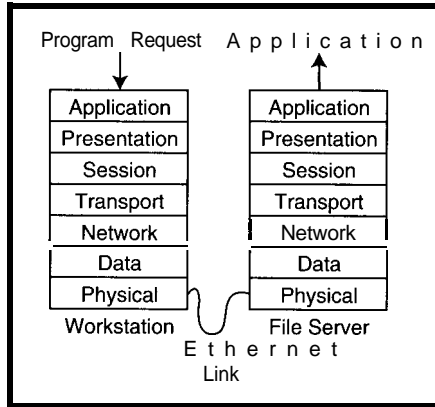 Program Request
Application
Application
Presentation
Session
Transport
Network
Data
Physical
Workstation
Application
Presentation
Session
Transport
Network
Data
Physical
File Server
Ethernet
Link